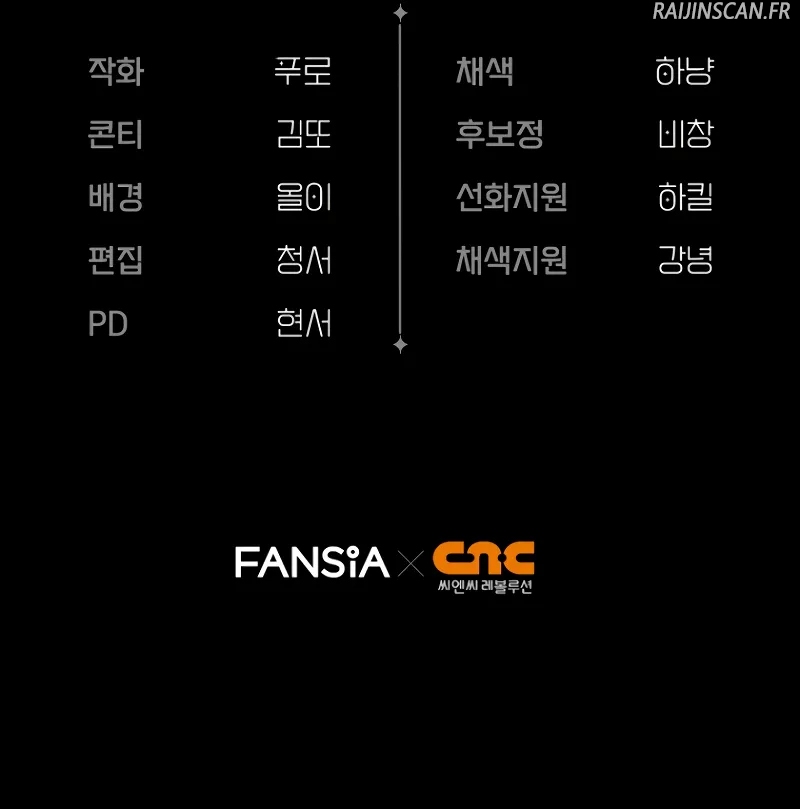 RAIJINSCAN.FR
작화 푸로
콘티 김또
배경 올이
편집 청서
PD 현서
채색 하냥
후보정 비창
선화지원 하킬
채색지원 강녕
FANSiA × CRC
씨엔씨 레볼루션